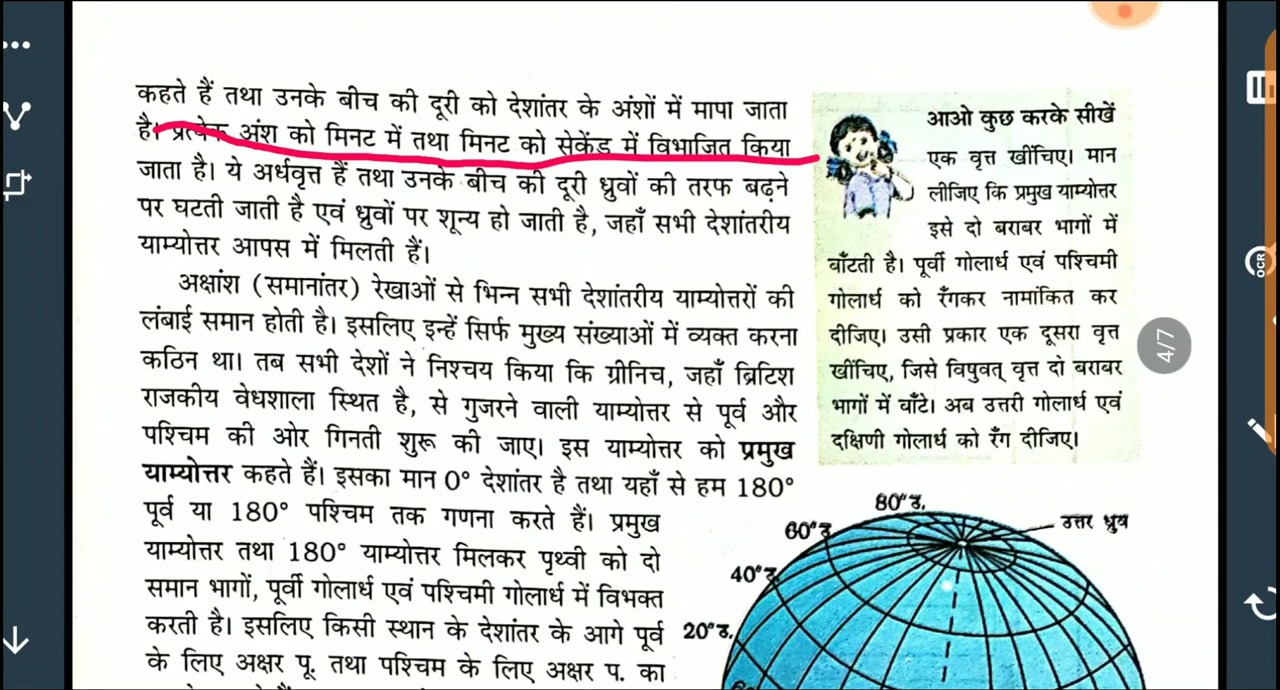 कहते हैं तथा उनके बीच की दूरी को देशांतर के अंशों में मापा जाता
है। प्रत्येक अंश को मिनट में तथा मिनट को सेकेंड में विभाजित किया
जाता है। ये अर्धवृत्त हैं तथा उनके बीच की दूरी ध्रुवों की तरफ बढ़ने
पर घटती जाती है एवं ध्रुवों पर शून्य हो जाती है, जहाँ सभी देशांतरीय
याम्योत्तर आपस में मिलती हैं।
अक्षांश (समानांतर) रेखाओं से भिन्न सभी देशांतरीय याम्योत्तरों की
लंबाई समान होती है। इसलिए इन्हें सिर्फ मुख्य संख्याओं में व्यक्त करना
कठिन था। तब सभी देशों ने निश्चय किया कि ग्रीनिच, जहाँ ब्रिटिश
राजकीय वेधशाला स्थित है, से गुजरने वाली याम्योत्तर से पूर्व और
पश्चिम की ओर गिनती शुरू की जाए। इस याम्योत्तर को प्रमुख
याम्योत्तर कहते हैं। इसका मान 0° देशांतर है तथा यहाँ से हम 180°
पूर्व या 180° पश्चिम तक गणना करते हैं। प्रमुख
याम्योत्तर तथा 180° याम्योत्तर मिलकर पृथ्वी को दो
समान भागों, पूर्वी गोलार्ध एवं पश्चिमी गोलार्ध में विभक्त
करती है। इसलिए किसी स्थान के देशांतर के आगे पूर्व
के लिए अक्षर पू. तथा पश्चिम के लिए अक्षर प. का
आओ कुछ करके सीखें
एक वृत्त खींचिए। मान
लीजिए कि प्रमुख याम्योत्तर
इसे दो बराबर भागों में
बाँटती है। पूर्वी गोलार्ध एवं पश्चिमी
गोलार्ध को रँगकर नामांकित कर
दीजिए। उसी प्रकार एक दूसरा वृत्त
खींचिए, जिसे विषुवत् वृत्त दो बराबर
भागों में बाँटे। अब उत्तरी गोलार्ध एवं
दक्षिणी गोलार्ध को रँग दीजिए।
80°उ.
60°उ
40°उ
20°उ.
उत्तर ध्रुव
4/7
OCR